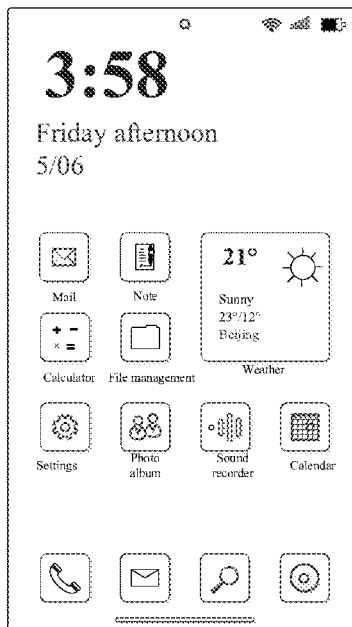 3:58
Friday afternoon
5/06
21°
Sunny
23°/12°
Beijing
Mail
Note
Weather
Calculator
File management
Settings
Photo
album
Sound
recorder
Calendar